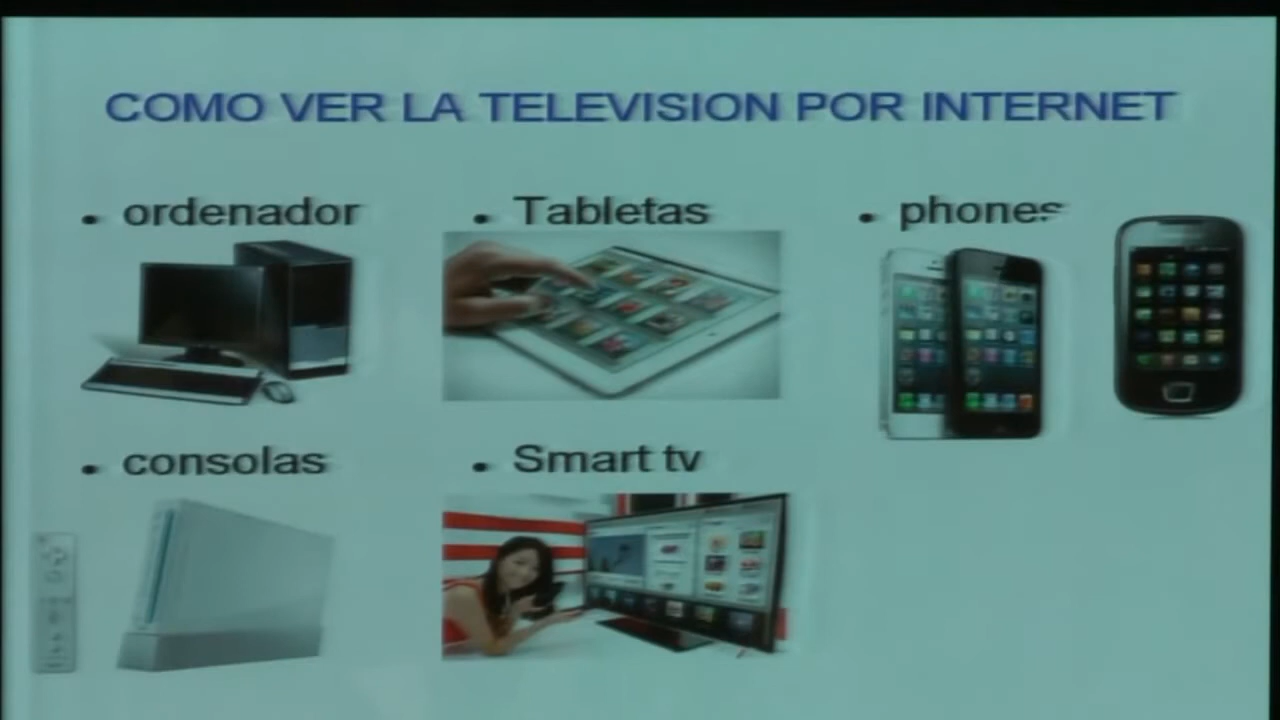 COMO VER LA TELEVISION POR INTERNET
• ordenador
• Tabletas
• phones
• consolas
• Smart tv